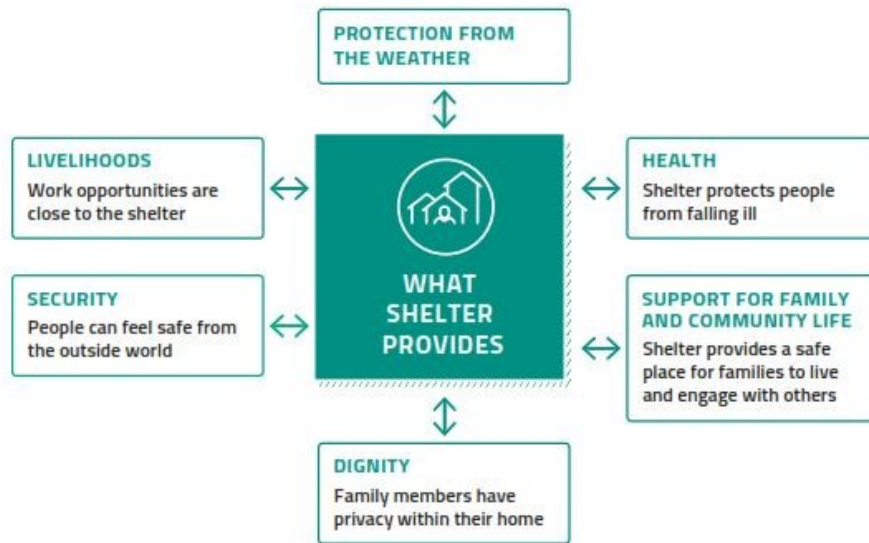 PROTECTION FROM
THE WEATHER
LIVELIHOODS
Work opportunities are
close to the shelter
HEALTH
Shelter protects people
from falling ill
WHAT
SHELTER
PROVIDES
SECURITY
People can feel safe from
the outside world
SUPPORT FOR FAMILY
AND COMMUNITY LIFE
Shelter provides a safe
place for families to live
and engage with others
DIGNITY
Family members have
privacy within their home